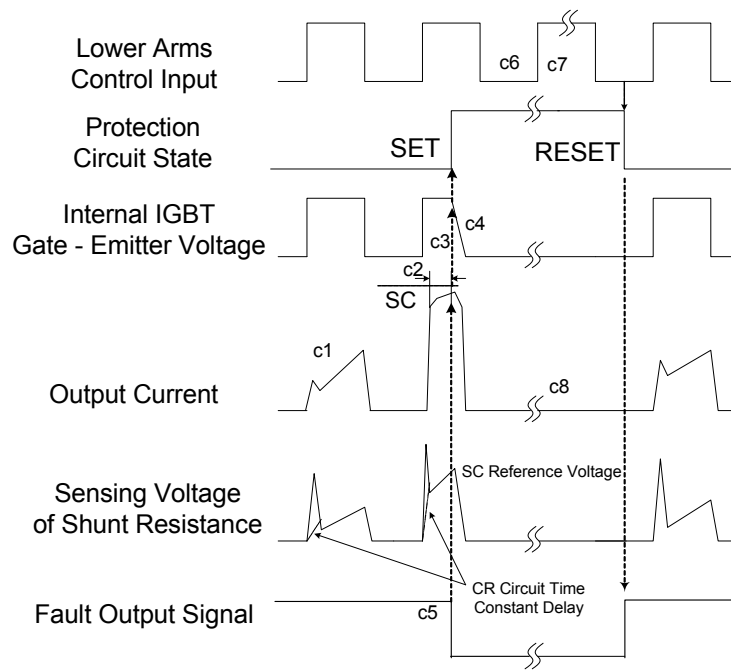 Lower Arms
Control Input
c6
c7
Protection
Circuit State
SET
RESET
Internal IGBT
Gate - Emitter Voltage
c4
c3
c2
SC
c1
Output Current
c8
SC Reference Voltage
Sensing Voltage
of Shunt Resistance
CR Circuit Time
Constant Delay
Fault Output Signal
c5